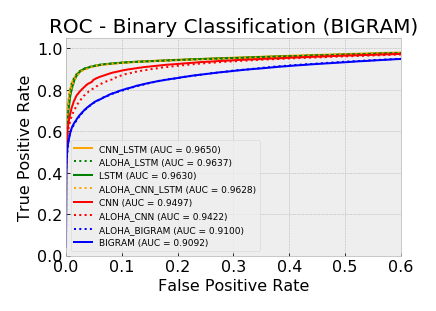 ROC - Binary Classification (BIGRAM)
True Positive Rate
1.0
0.8
0.6
0.4
0.2
0.0
CNN_LSTM (AUC = 0.9650)
ALOHA_LSTM (AUC = 0.9637)
LSTM (AUC = 0.9630)
ALOHA_CNN_LSTM (AUC = 0.9628)
CNN (AUC = 0.9497)
ALOHA_CNN (AUC = 0.9422)
ALOHA_BIGRAM (AUC = 0.9100)
BIGRAM (AUC = 0.9092)
0.0 0.1 0.2 0.3 0.4 0.5 0.6
False Positive Rate